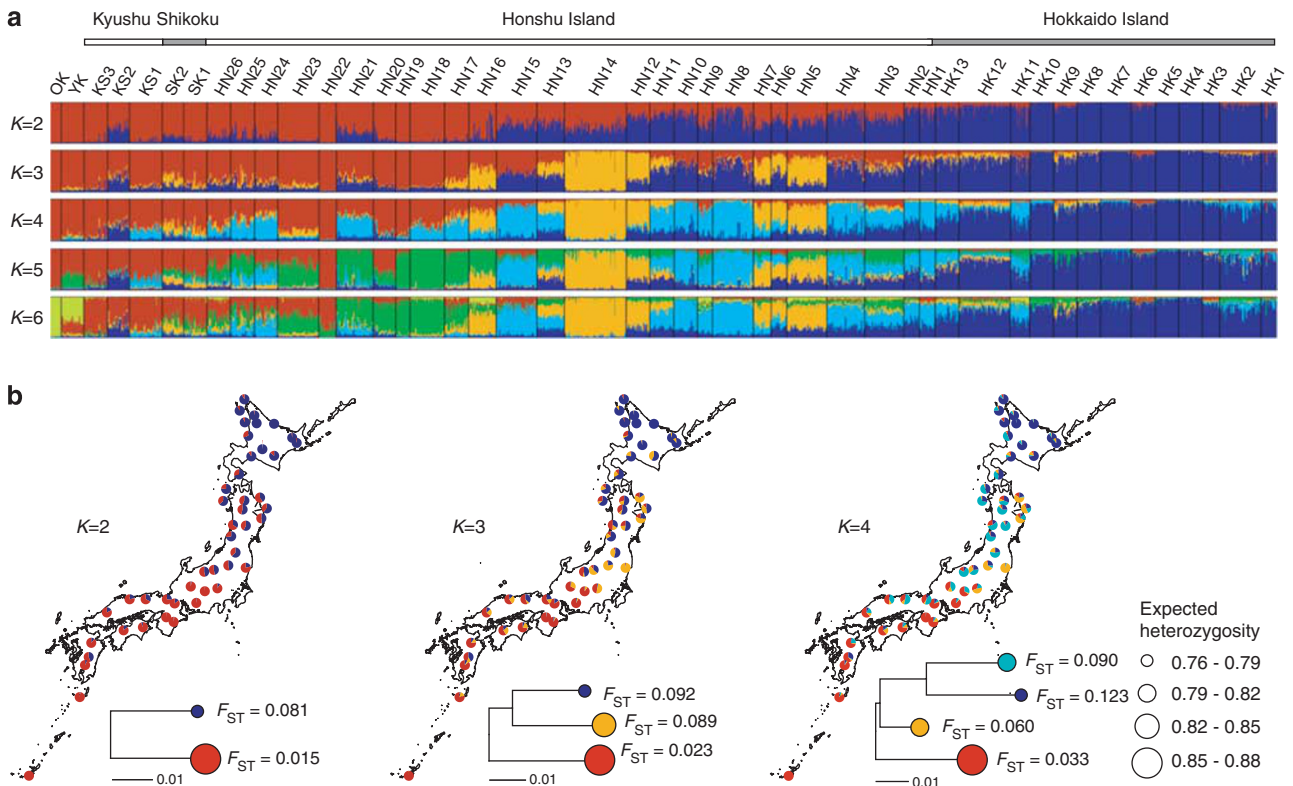 a
Kyushu Shikoku Honshu Island Hokkaido Island
OK YK KS3 KS2 KS1 SK2 SK1 HN26 HN25 HN24 HN23 HN22 HN21 HN20 HN19 HN18 HN17 HN16 HN15 HN13 HN14 HN12 HN11 HN10 HN9 HN8 HN7 HN6 HN5 HN4 HN3 HN2 HN1 HK13 HK12 HK11 HK10 HK9 HK8 HK7 HK6 HK5 HK4 HK3 HK2 HK1
K=2
K=3
K=4
K=5
K=6
b
K=2
FST = 0.081
FST = 0.015
0.01
K=3
FST = 0.092
FST = 0.089
FST = 0.023
0.01
K=4
FST = 0.090
FST = 0.123
FST = 0.060
FST = 0.033
0.01
Expected
heterozygosity
0.76 - 0.79
0.79 - 0.82
0.82 - 0.85
0.85 - 0.88